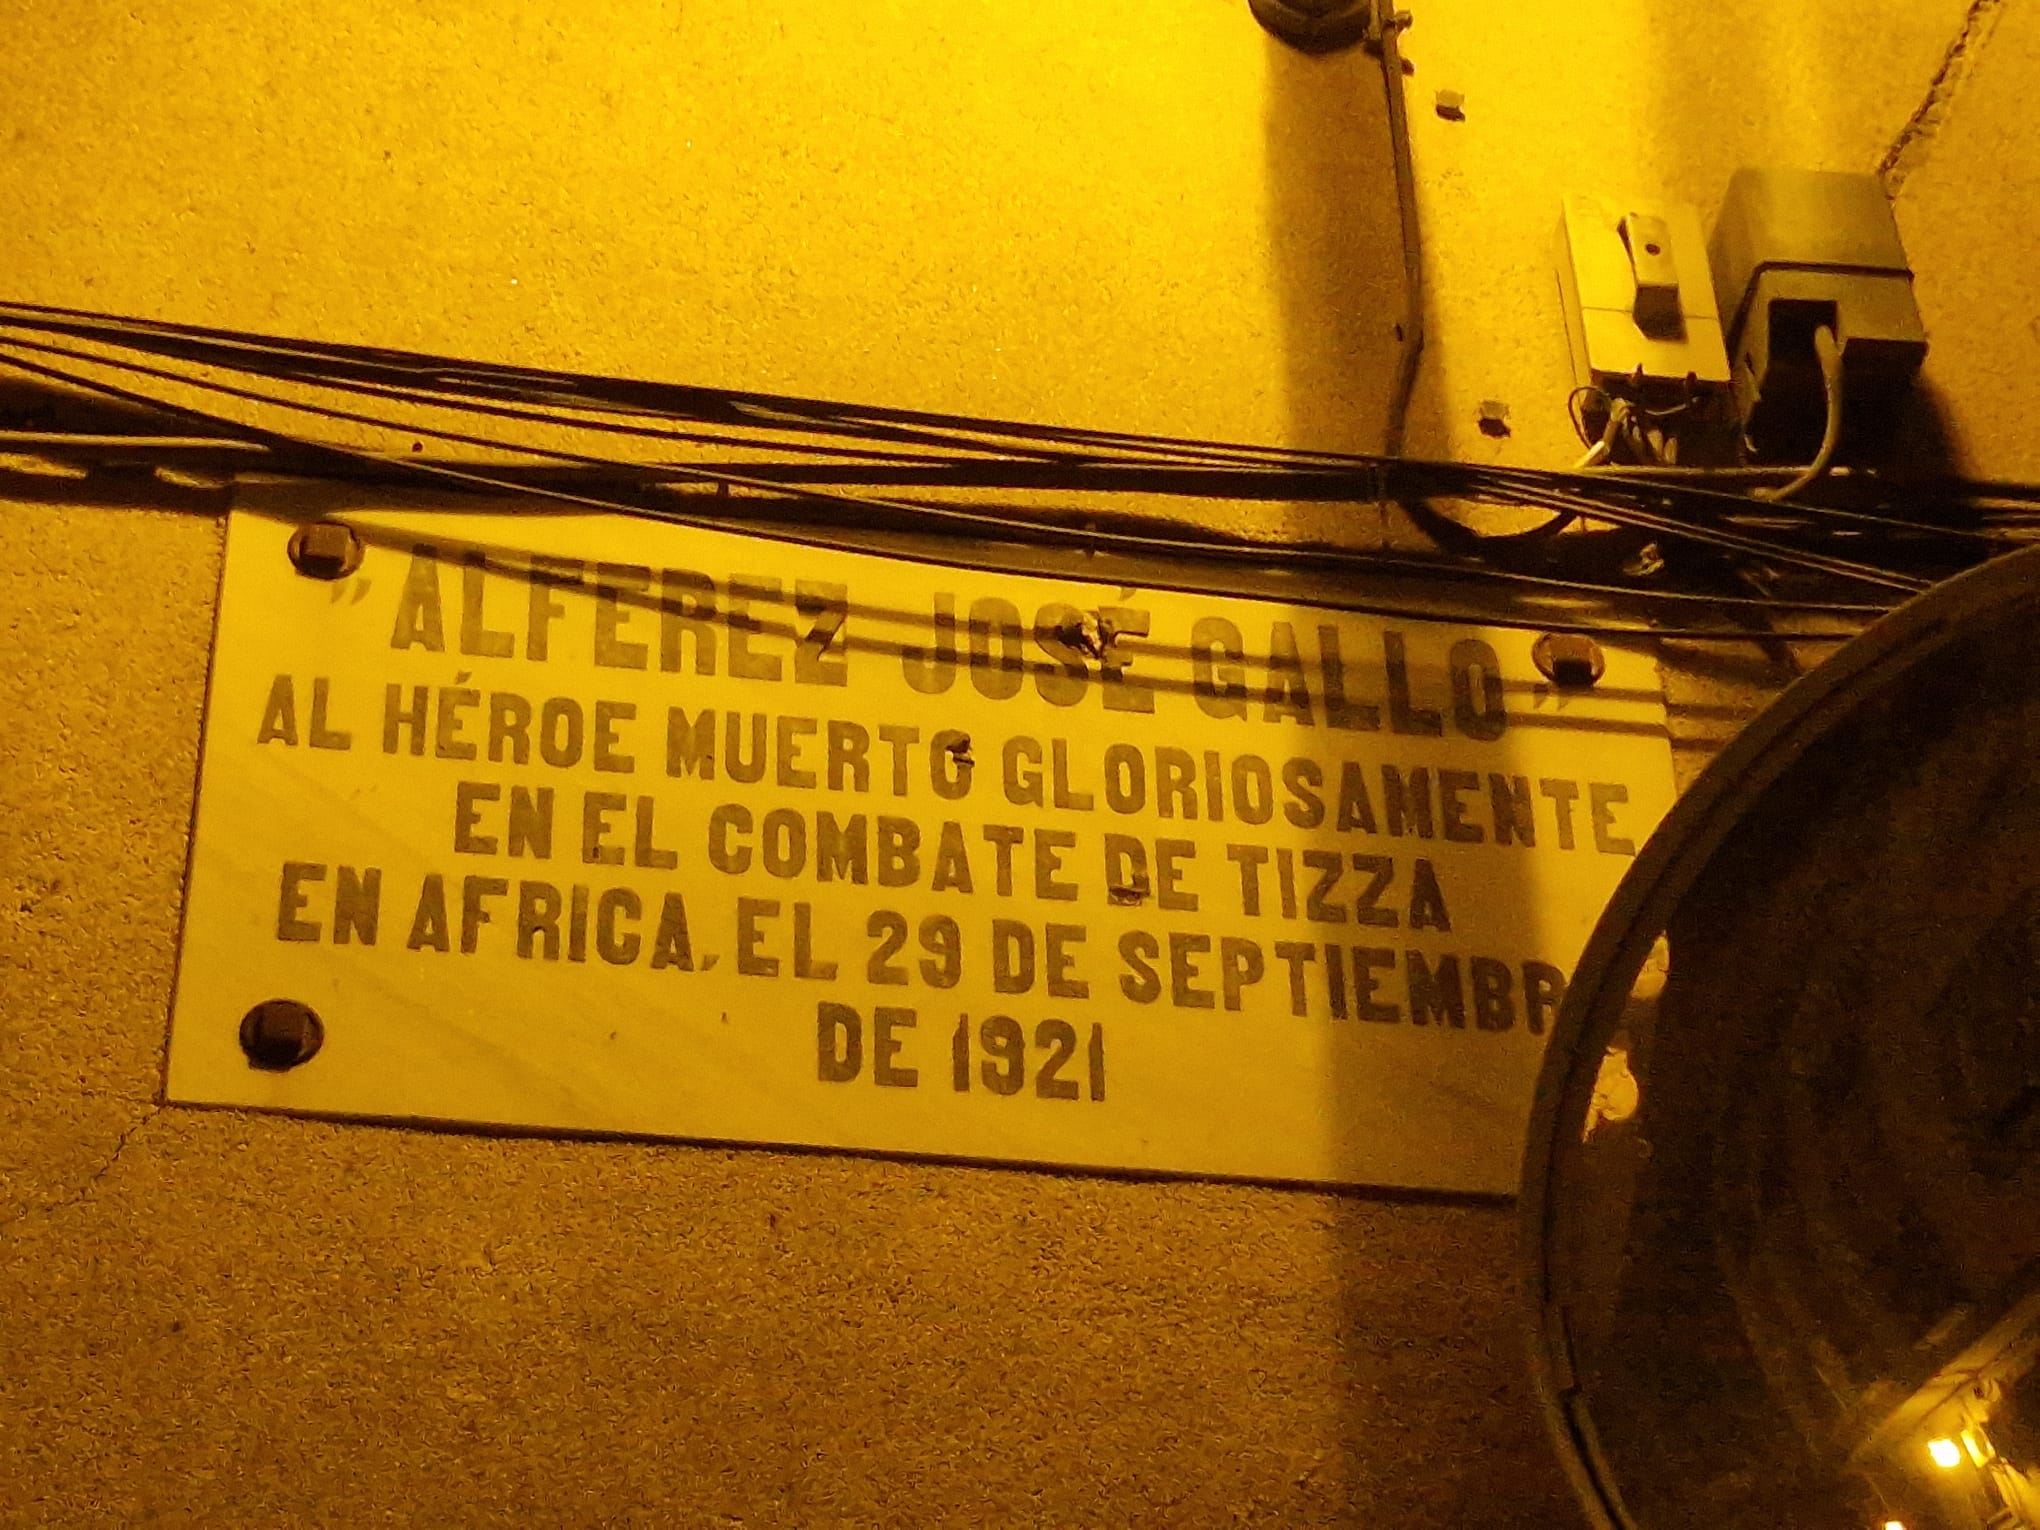 "ALFEREZ JOSÉ GALLO"
AL HÉROE MUERTO GLORIOSAMENTE
EN EL COMBATE DE TIZZA
EN AFRICA, EL 29 DE SEPTIEMBR
DE 1921